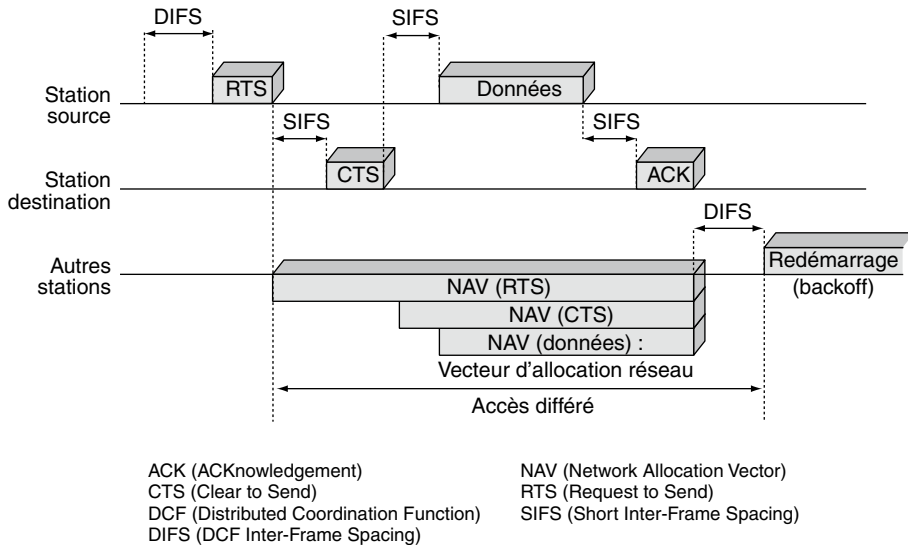 DIFS
SIFS
RTS
Données
Station
source
SIFS
SIFS
CTS
ACK
Station
destination
DIFS
Autres
stations
Redémarrage
(backoff)
NAV (RTS)
NAV (CTS)
NAV (données) :
Vecteur d'allocation réseau
Accès différé
ACK (ACKnowledgement)
CTS (Clear to Send)
DCF (Distributed Coordination Function)
DIFS (DCF Inter-Frame Spacing)
NAV (Network Allocation Vector)
RTS (Request to Send)
SIFS (Short Inter-Frame Spacing)